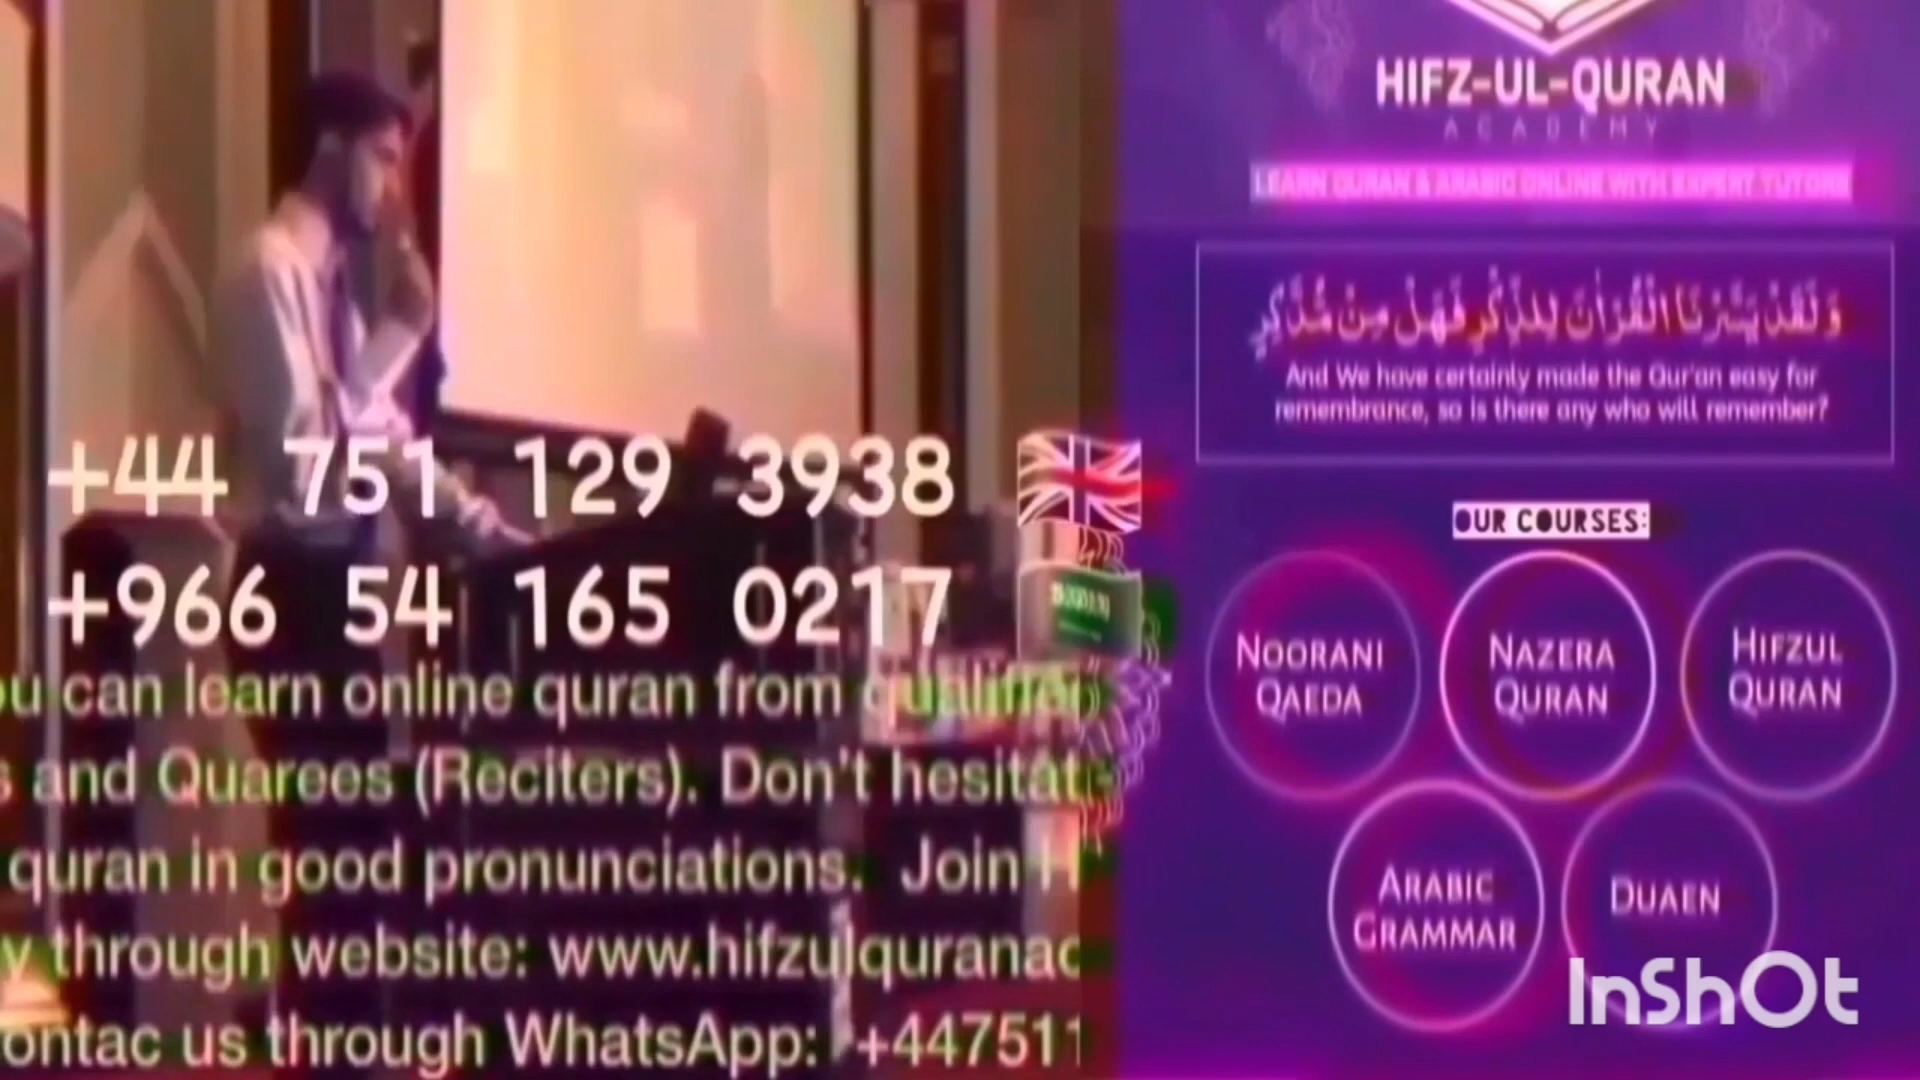 +44 751 129 3938
+966 54 165 0217
can learn online quran from
and Quarees (Reciters). Don't hesitat
quran in good pronunciations. Join H
y through website: www.hifzulquranac
ontac us through WhatsApp: +447511
HIFZ-UL-QURAN
ACADEMY
LEARN QURAN & ARABIC ONLINE WITH EXPERT TUTORS
وَلَقَدْ يَسَّرْنَا الْقُرْاٰنَ لِلذِّكْرِ فَهَلْ مِنْ مُّدَّكِرٍ
And We have certainly made the Qur'an easy for
remembrance, so is there any who will remember?
OUR COURSES:
NOORANI
QAEDA
NAZERA
QURAN
HIFZUL
QURAN
ARABIC
GRAMMAR
DUAEN
InShOt